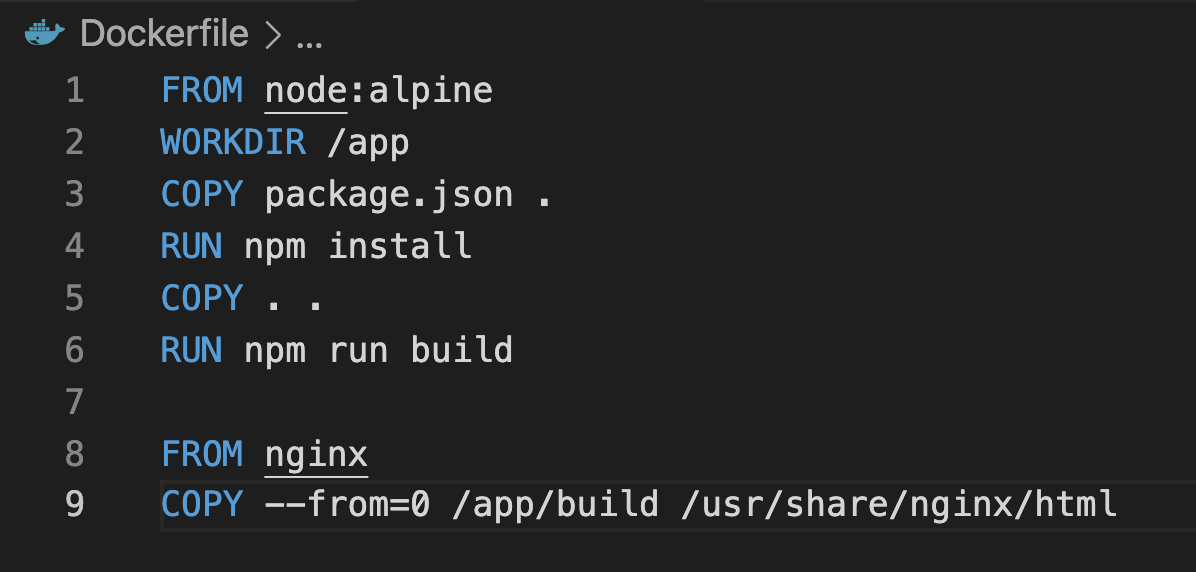 Dockerfile > ...
1 FROM node:alpine
2 WORKDIR /app
3 COPY package.json .
4 RUN npm install
5 COPY . .
6 RUN npm run build
7
8 FROM nginx
9 COPY --from=0 /app/build /usr/share/nginx/html